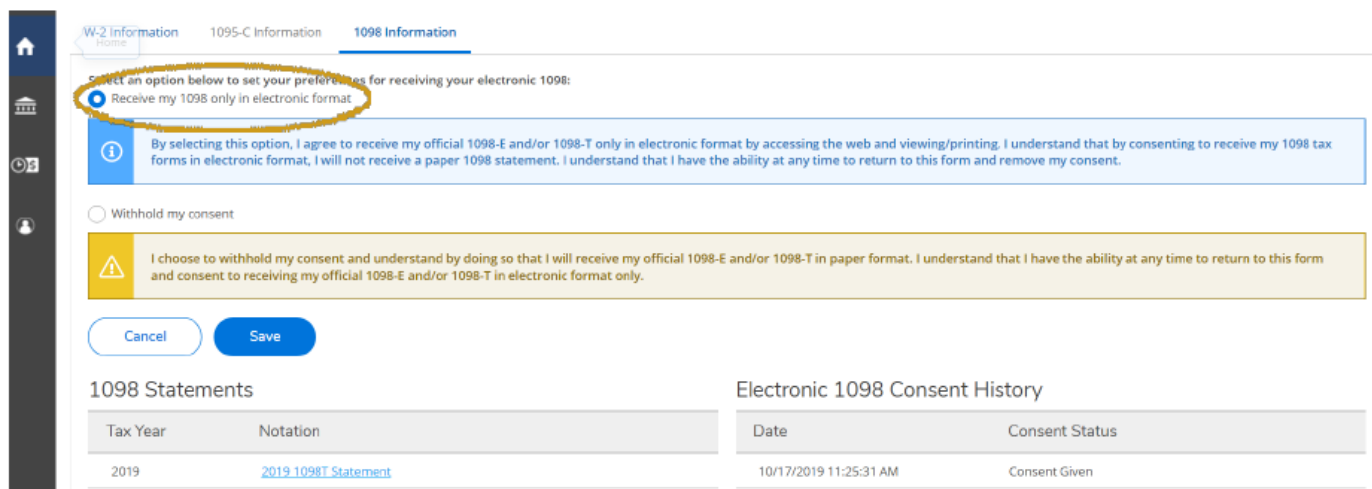 W-2 Information 1095-C Information 1098 Information
Home
Select an option below to set your preferences for receiving your electronic 1098:
Receive my 1098 only in electronic format
By selecting this option, I agree to receive my official 1098-E and/or 1098-T only in electronic format by accessing the web and viewing/printing. I understand that by consenting to receive my 1098 tax
forms in electronic format, I will not receive a paper 1098 statement. I understand that I have the ability at any time to return to this form and remove my consent.
Withhold my consent
I choose to withhold my consent and understand by doing so that I will receive my official 1098-E and/or 1098-T in paper format. I understand that I have the ability at any time to return to this form
and consent to receiving my official 1098-E and/or 1098-T in electronic format only.
Cancel Save
1098 Statements Electronic 1098 Consent History
Tax Year Notation Date Consent Status
2019 2019 1098T Statement 10/17/2019 11:25:31 AM Consent Given